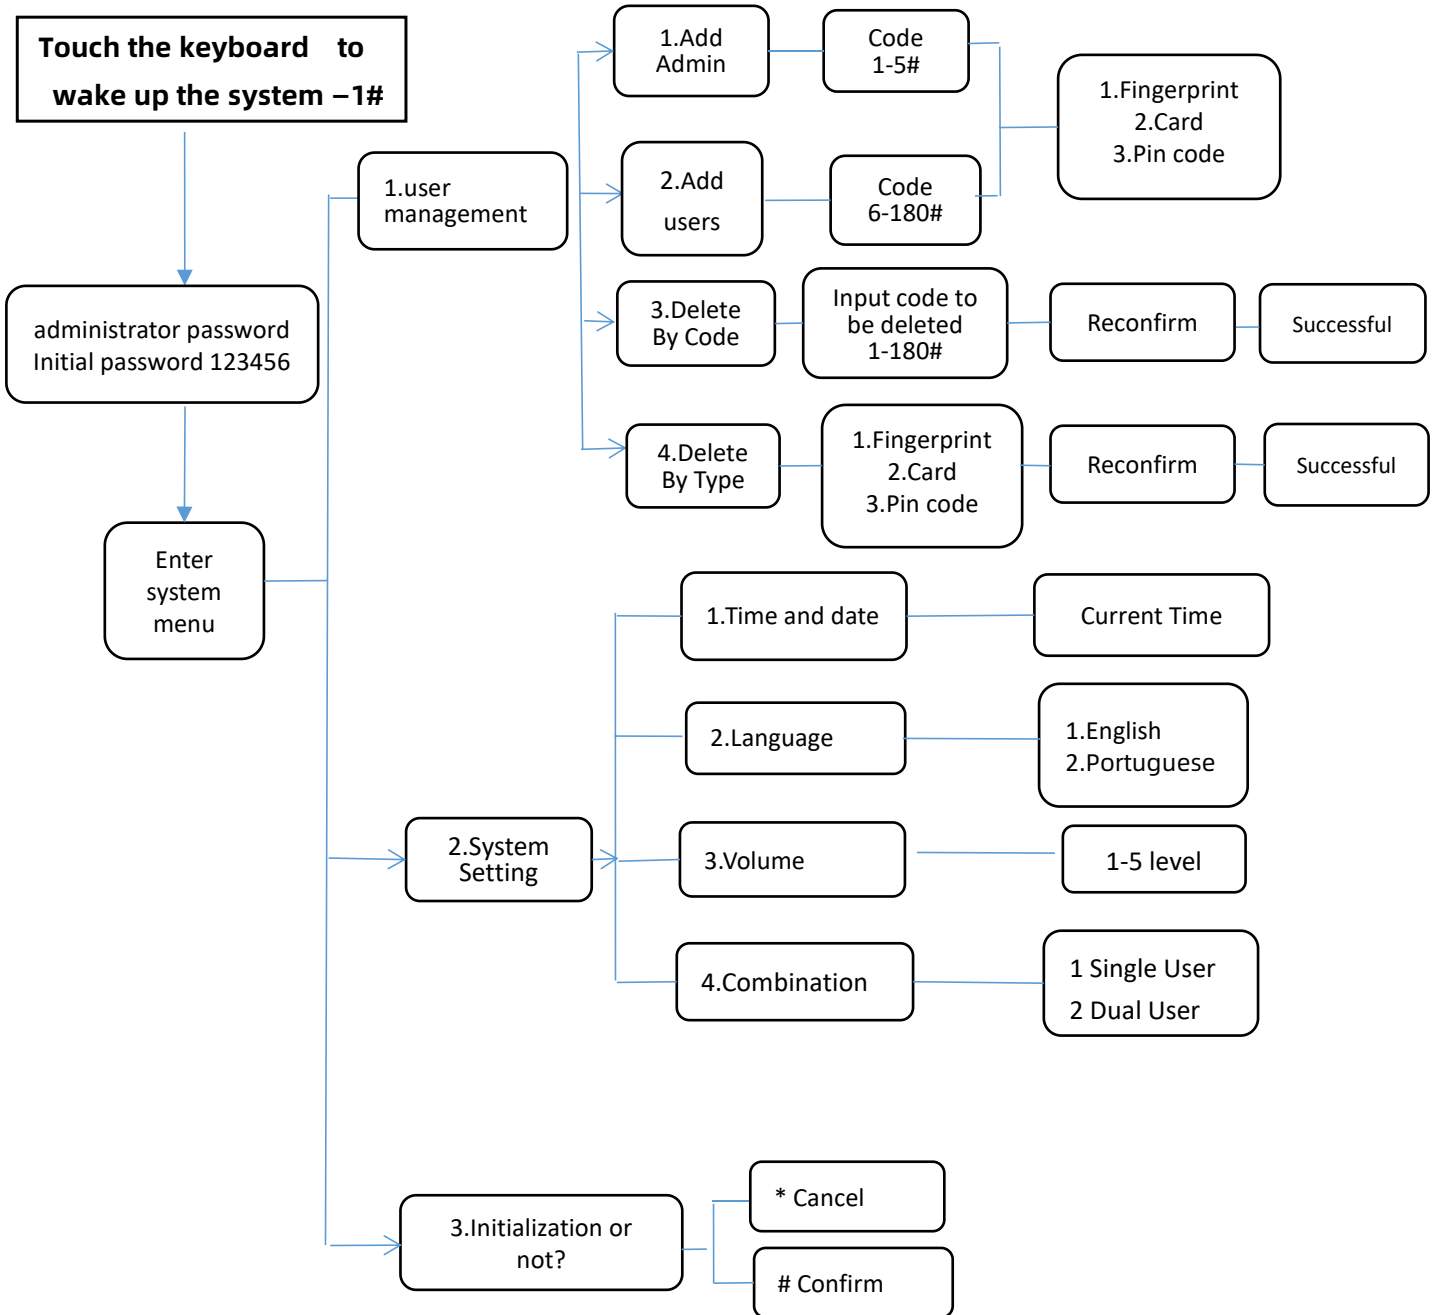 Touch the keyboard to
wake up the system –1#
administrator password
Initial password 123456
Enter
system
menu
1.user
management
1.Add
Admin
Code
1-5#
1.Fingerprint
2.Card
3.Pin code
2.Add
users
Code
6-180#
3.Delete
By Code
Input code to
be deleted
1-180#
Reconfirm
Successful
4.Delete
By Type
1.Fingerprint
2.Card
3.Pin code
Reconfirm
Successful
2.System
Setting
1.Time and date
Current Time
2.Language
1.English
2.Portuguese
3.Volume
1-5 level
4.Combination
1 Single User
2 Dual User
3.Initialization or
not?
* Cancel
# Confirm